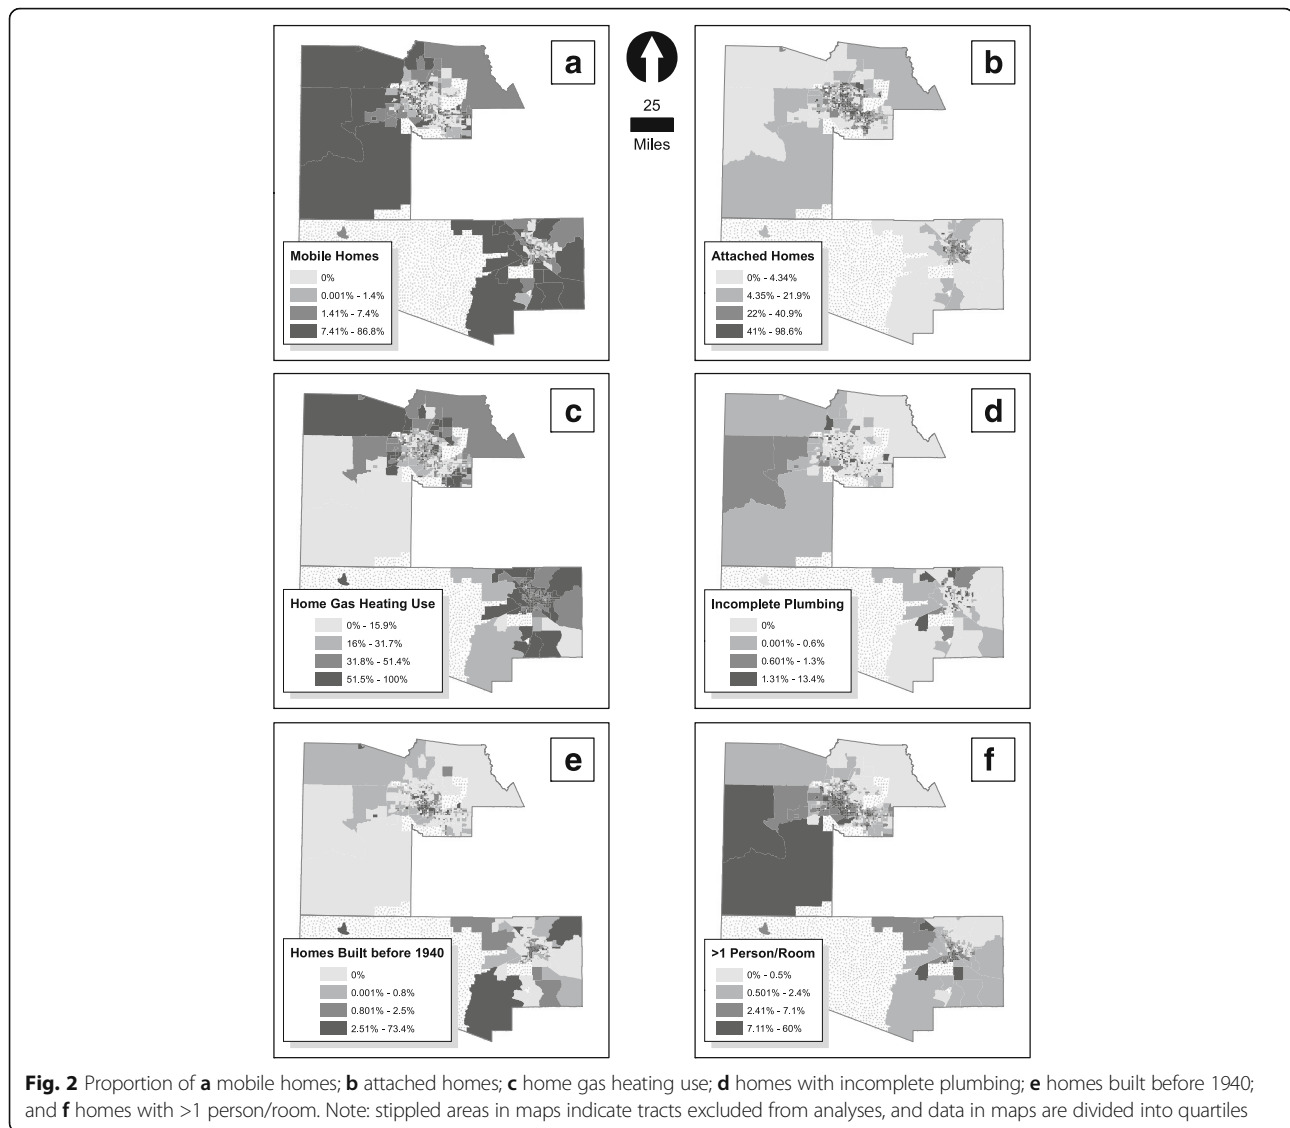 a
25
Miles
b
Mobile Homes
0%
0.001% - 1.4%
1.41% - 7.4%
7.41% - 86.8%
Attached Homes
0% - 4.34%
4.35% - 21.9%
22% - 40.9%
41% - 98.6%
c
d
Home Gas Heating Use
0% - 15.9%
16% - 31.7%
31.8% - 51.4%
51.5% - 100%
Incomplete Plumbing
0%
0.001% - 0.6%
0.601% - 1.3%
1.31% - 13.4%
e
f
Homes Built before 1940
0%
0.001% - 0.8%
0.801% - 2.5%
2.51% - 73.4%
>1 Person/Room
0% - 0.5%
0.501% - 2.4%
2.41% - 7.1%
7.11% - 60%
Fig. 2 Proportion of a mobile homes; b attached homes; c home gas heating use; d homes with incomplete plumbing; e homes built before 1940;
and f homes with >1 person/room. Note: stippled areas in maps indicate tracts excluded from analyses, and data in maps are divided into quartiles